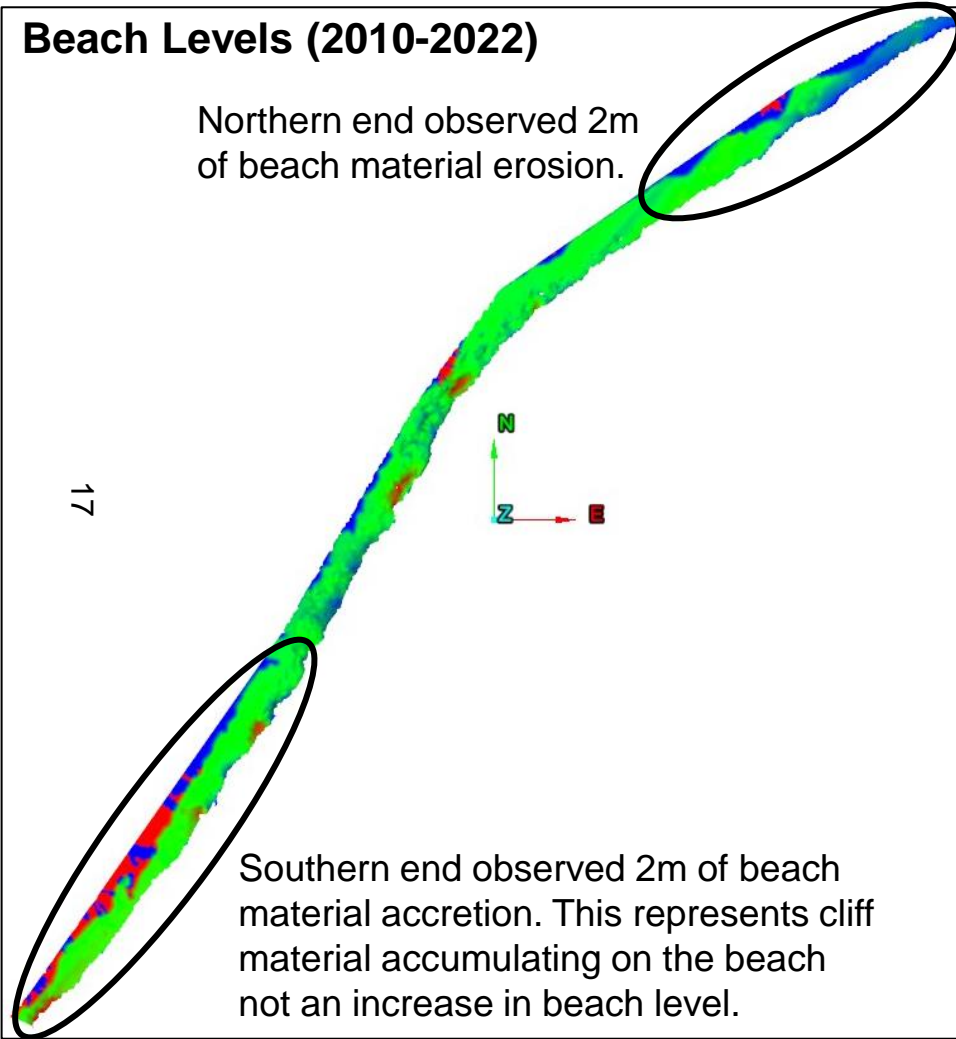 Beach Levels (2010-2022)
Northern end observed 2m
of beach material erosion.
N
Z
E
17
Southern end observed 2m of beach
material accretion. This represents cliff
material accumulating on the beach
not an increase in beach level.